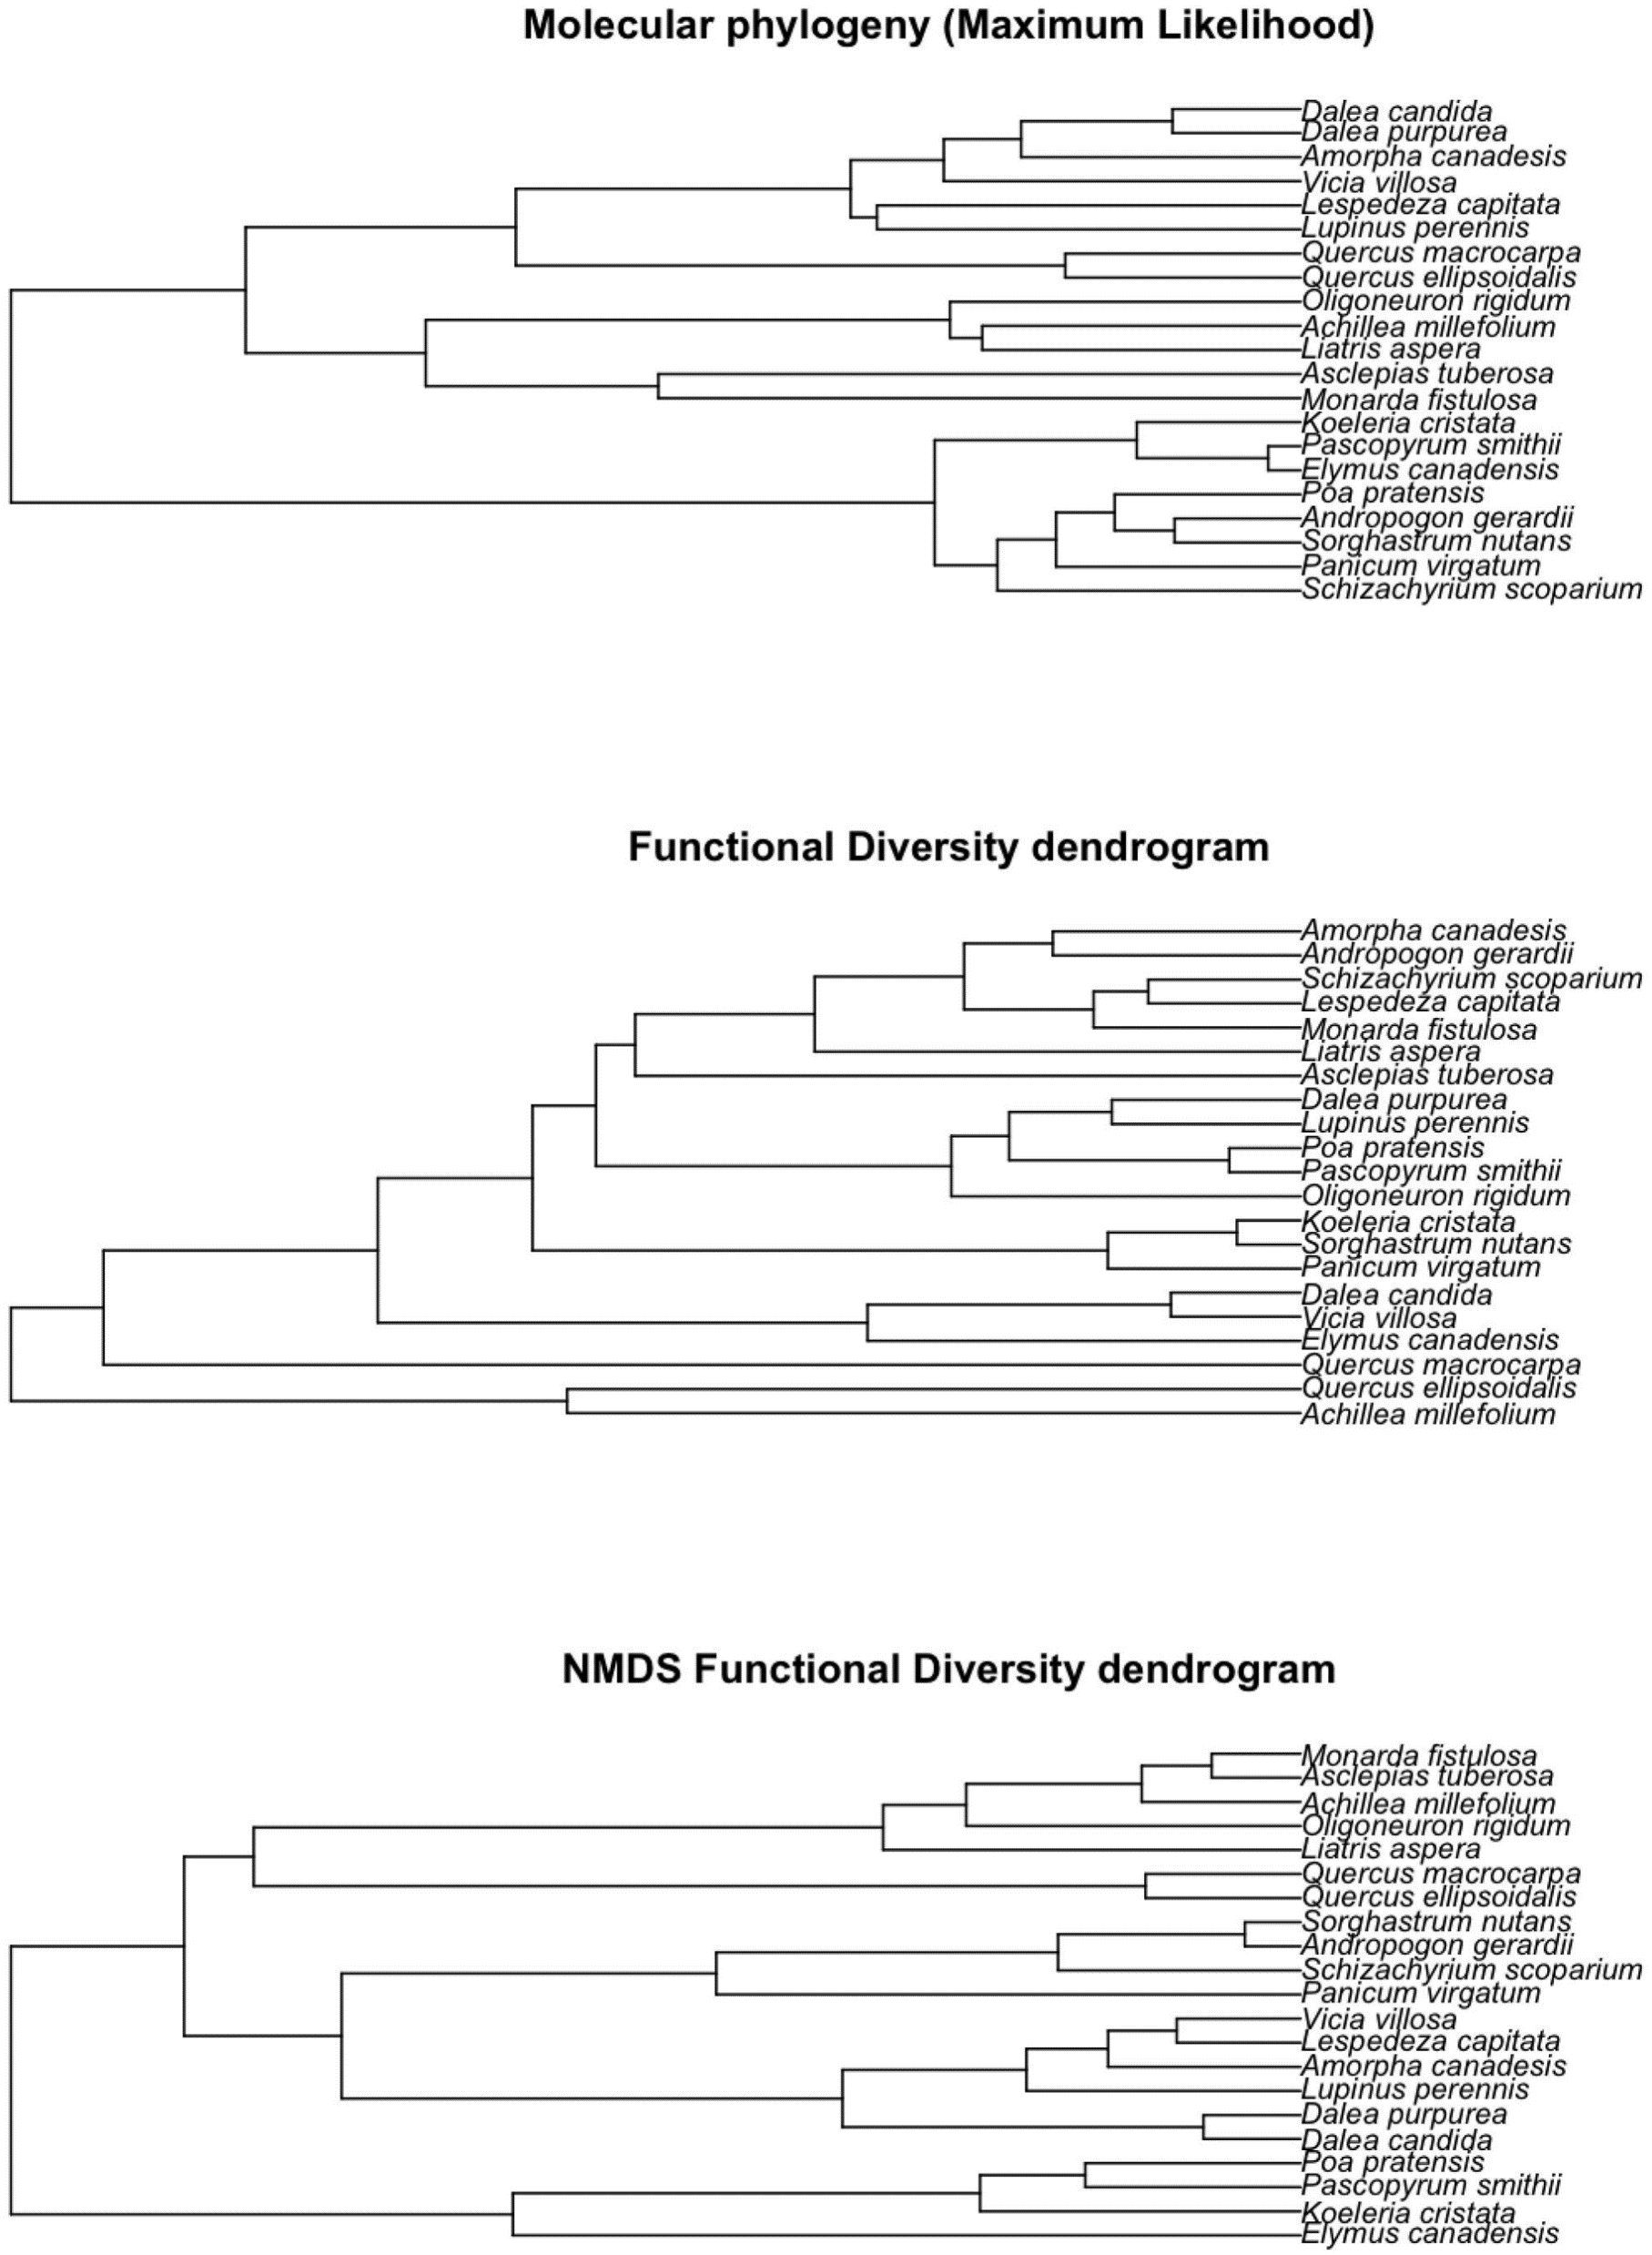 Molecular phylogeny (Maximum Likelihood)
Dalea candida
Dalea purpurea
Amorpha canadesis
Vicia villosa
Lespedeza capitata
Lupinus perennis
Quercus macrocarpa
Quercus ellipsoidalis
Oligoneuron rigidum
Achillea millefolium
Liatris aspera
Asclepias tuberosa
Monarda fistulosa
Koeleria cristata
Pascopyrum smithii
Elymus canadensis
Poa pratensis
Andropogon gerardii
Sorghastrum nutans
Panicum virgatum
Schizachyrium scoparium
Functional Diversity dendrogram
Amorpha canadesis
Andropogon gerardii
Schizachyrium scoparium
Lespedeza capitata
Monarda fistulosa
Liatris aspera
Asclepias tuberosa
Dalea purpurea
Lupinus perennis
Poa pratensis
Pascopyrum smithii
Oligoneuron rigidum
Koeleria cristata
Sorghastrum nutans
Panicum virgatum
Dalea candida
Vicia villosa
Elymus canadensis
Quercus macrocarpa
Quercus ellipsoidalis
Achillea millefolium
NMDS Functional Diversity dendrogram
Monarda fistulosa
Asclepias tuberosa
Achillea millefolium
Oligoneuron rigidum
Liatris aspera
Quercus macrocarpa
Quercus ellipsoidalis
Sorghastrum nutans
Andropogon gerardii
Schizachyrium scoparium
Panicum virgatum
Vicia villosa
Lespedeza capitata
Amorpha canadesis
Lupinus perennis
Dalea purpurea
Dalea candida
Poa pratensis
Pascopyrum smithii
Koeleria cristata
Elymus canadensis